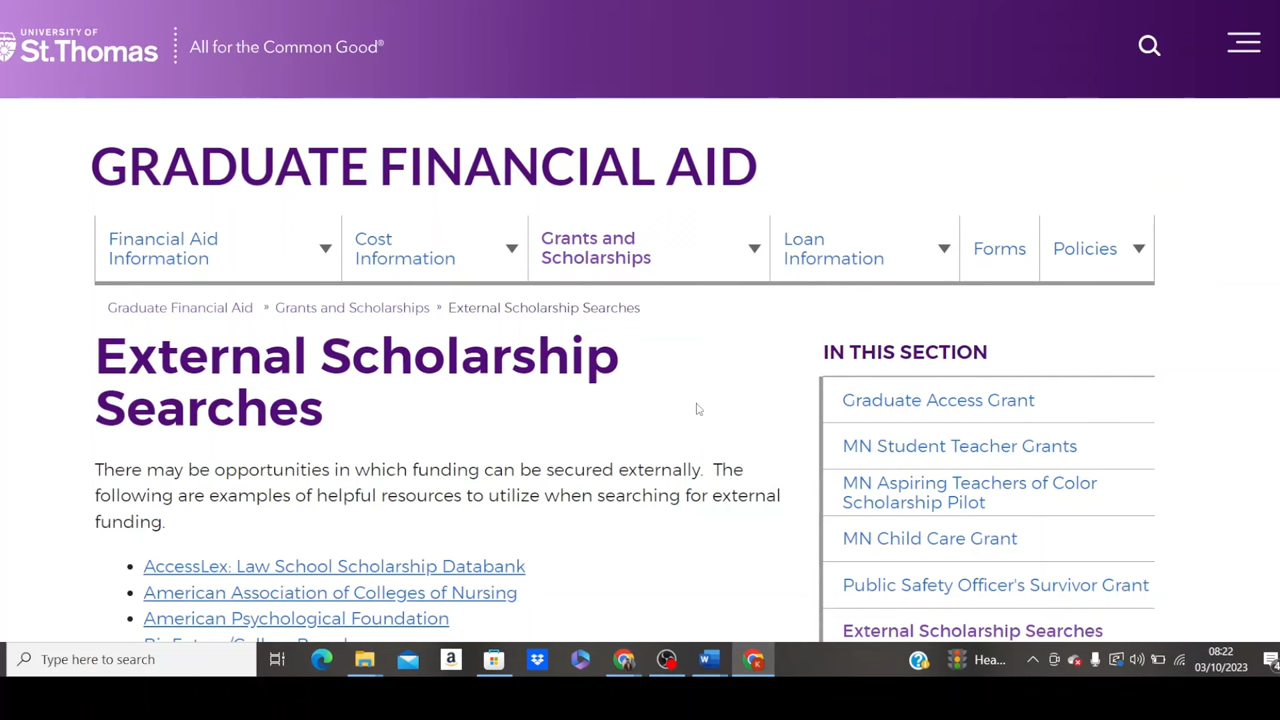 UNIVERSITY OF
St.Thomas
All for the Common Good®
GRADUATE FINANCIAL AID
Financial Aid
Information
Cost
Information
Grants and
Scholarships
Loan
Information
Forms
Policies
Graduate Financial Aid » Grants and Scholarships » External Scholarship Searches
External Scholarship
Searches
There may be opportunities in which funding can be secured externally. The
following are examples of helpful resources to utilize when searching for external
funding.
• AccessLex: Law School Scholarship Databank
• American Association of Colleges of Nursing
• American Psychological Foundation
IN THIS SECTION
Graduate Access Grant
MN Student Teacher Grants
MN Aspiring Teachers of Color
Scholarship Pilot
MN Child Care Grant
Public Safety Officer's Survivor Grant
External Scholarship Searches
Type here to search
Hea...
08:22
03/10/2023